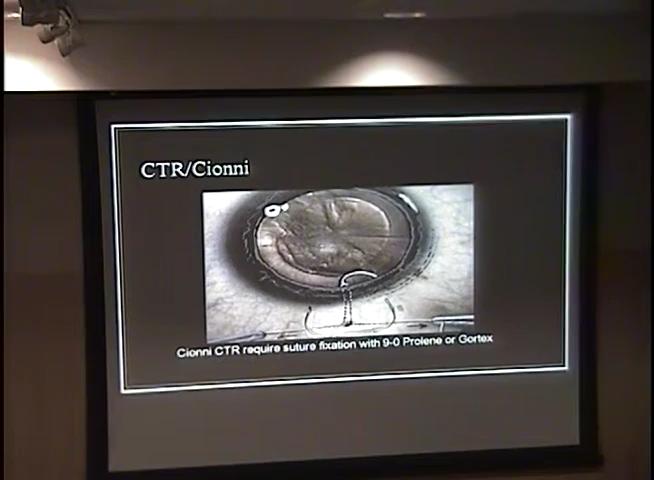 CTR/Cionni
Cionni CTR require suture fixation with 9-0 Prolene or Gortex